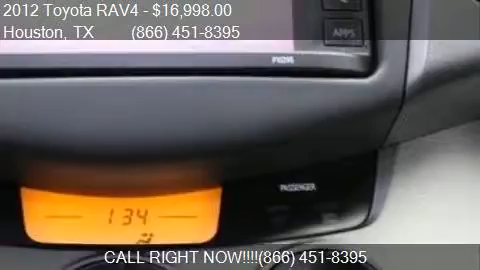 2012 Toyota RAV4 - $16,998.00
Houston, TX (866) 451-8395
APPS
PASSENGER
134
CALL RIGHT NOW!!!!(866) 451-8395